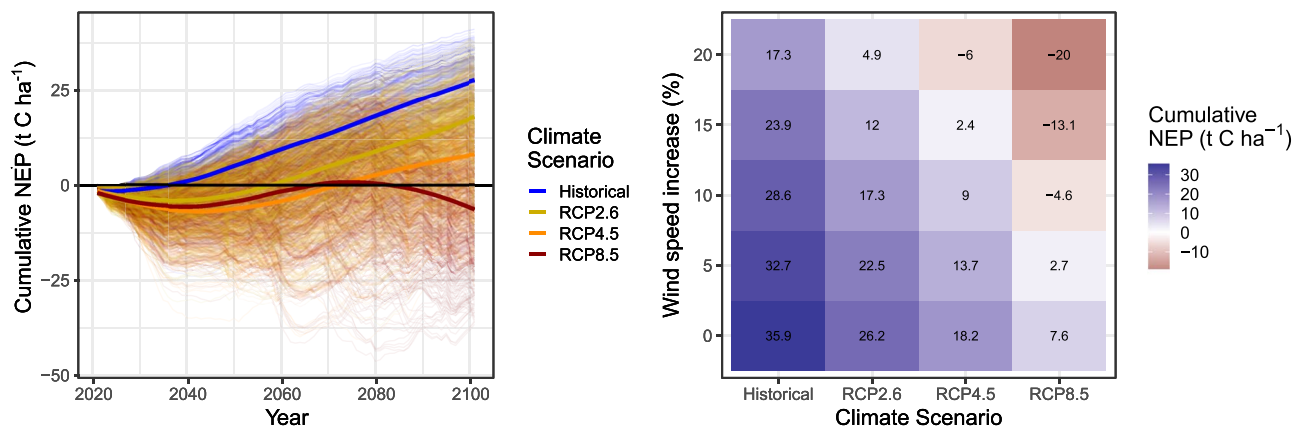 Cumulative NEP (t C ha⁻¹)
25
0
−25
−50
2020
2040
2060
2080
2100
Year
Climate
Scenario
Historical
RCP2.6
RCP4.5
RCP8.5
Wind speed increase (%)
20
17.3
4.9
−6
−20
15
23.9
12
2.4
−13.1
10
28.6
17.3
9
−4.6
5
32.7
22.5
13.7
2.7
0
35.9
26.2
18.2
7.6
Historical
RCP2.6
RCP4.5
RCP8.5
Climate Scenario
Cumulative
NEP (t C ha⁻¹)
30
20
10
0
−10